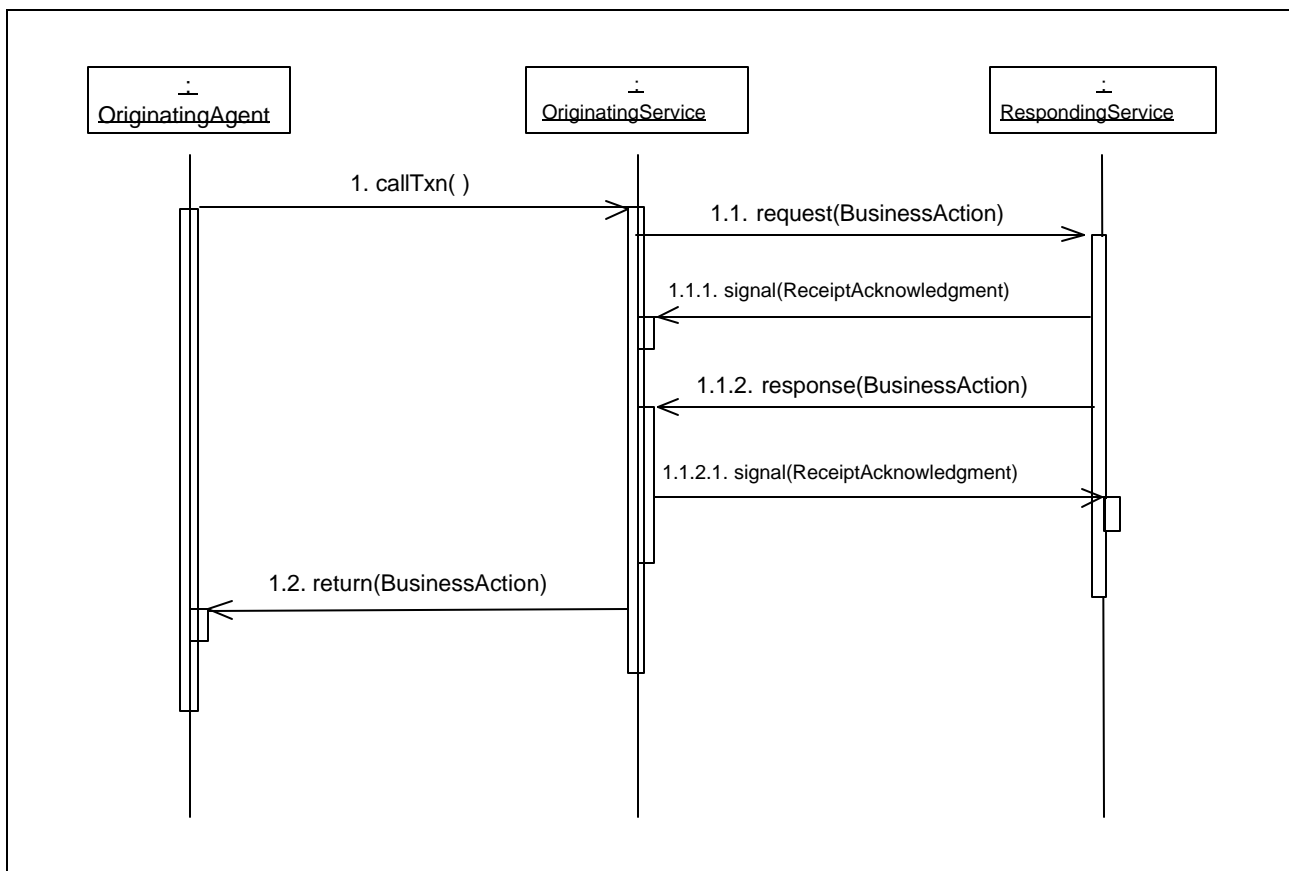 :
OriginatingAgent
:
OriginatingService
:
RespondingService
1. callTxn( )
1.1. request(BusinessAction)
1.1.1. signal(ReceiptAcknowledgment)
1.1.2. response(BusinessAction)
1.1.2.1. signal(ReceiptAcknowledgment)
1.2. return(BusinessAction)